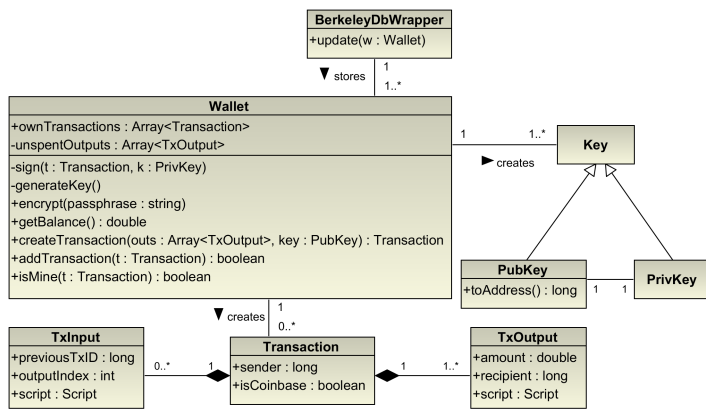 BerkeleyDbWrapper
+update(w : Wallet)
1
stores
1..*
Wallet
+ownTransactions : Array<Transaction>
-unspentOutputs : Array<TxOutput>
-sign(t : Transaction, k : PrivKey)
-generateKey()
+encrypt(passphrase : string)
+getBalance() : double
+createTransaction(outs : Array<TxOutput>, key : PubKey) : Transaction
+addTransaction(t : Transaction) : boolean
+isMine(t : Transaction) : boolean
1
1..*
creates
Key
PubKey
+toAddress() : long
1
1
PrivKey
1
creates
0..*
TxInput
+previousTxID : long
+outputIndex : int
+script : Script
0..*
1
Transaction
+sender : long
+isCoinbase : boolean
1
1..*
TxOutput
+amount : double
+recipient : long
+script : Script